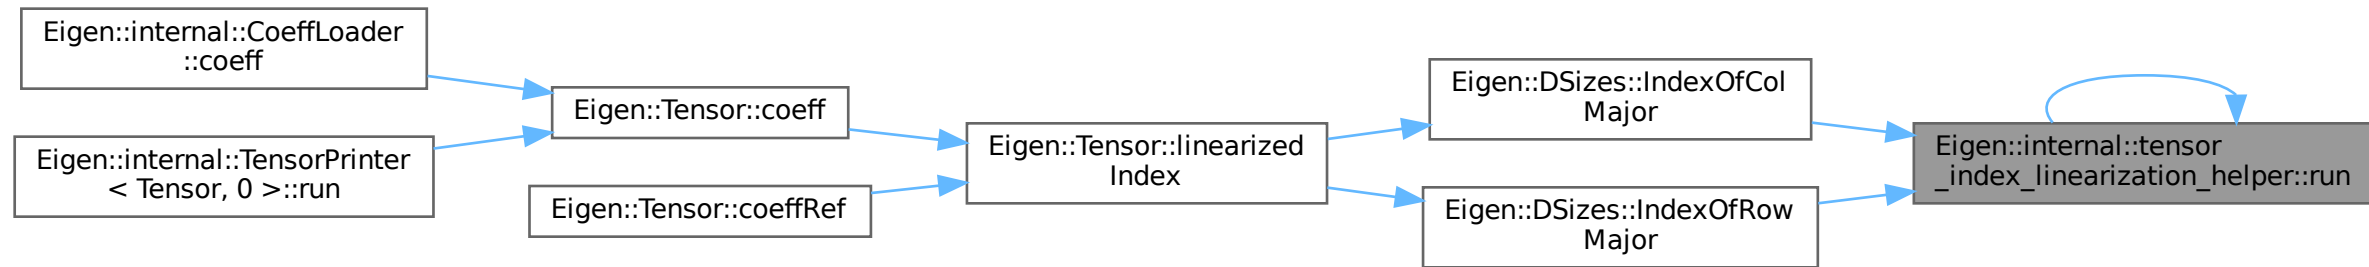 Eigen::internal::CoeffLoader
::coeff
Eigen::internal::TensorPrinter
< Tensor, 0 >::run
Eigen::Tensor::coeff
Eigen::Tensor::coeffRef
Eigen::Tensor::linearized
Index
Eigen::DSizes::IndexOfCol
Major
Eigen::DSizes::IndexOfRow
Major
Eigen::internal::tensor
_index_linearization_helper::run